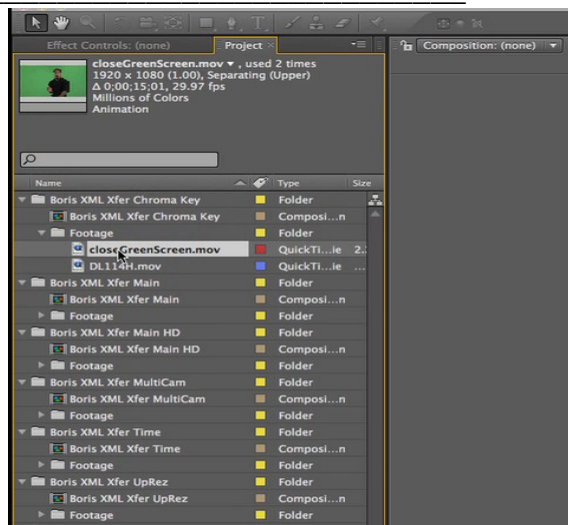 Effect Controls: (none) Project × Composition: (none)
closeGreenScreen.mov ▼ , used 2 times
1920 x 1080 (1.00), Separating (Upper)
Δ 0;00;15;01, 29.97 fps
Millions of Colors
Animation
Name Type Size
Boris XML Xfer Chroma Key Folder
Boris XML Xfer Chroma Key Composi...n
Footage Folder
closeGreenScreen.mov QuickTi...ie 2.
DL114H.mov QuickTi...ie ...
Boris XML Xfer Main Folder
Boris XML Xfer Main Composi...n
Footage Folder
Boris XML Xfer Main HD Folder
Boris XML Xfer Main HD Composi...n
Footage Folder
Boris XML Xfer MultiCam Folder
Boris XML Xfer MultiCam Composi...n
Footage Folder
Boris XML Xfer Time Folder
Boris XML Xfer Time Composi...n
Footage Folder
Boris XML Xfer UpRez Folder
Boris XML Xfer UpRez Composi...n
Footage Folder